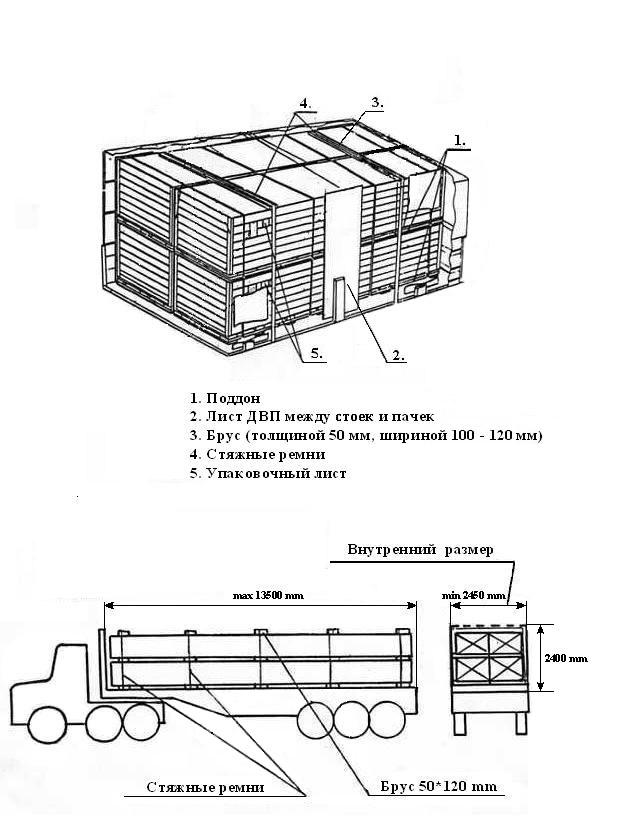 4.
3.
1.
5.
2.
1. Поддон
2. Лист ДВП между стоек и пачек
3. Брус (толщиной 50 мм, шириной 100 - 120 мм)
4. Стяжные ремни
5. Упаковочный лист
Внутренний размер
max 13500 mm
min 2450 mm
2400 mm
Стяжные ремни
Брус 50*120 mm